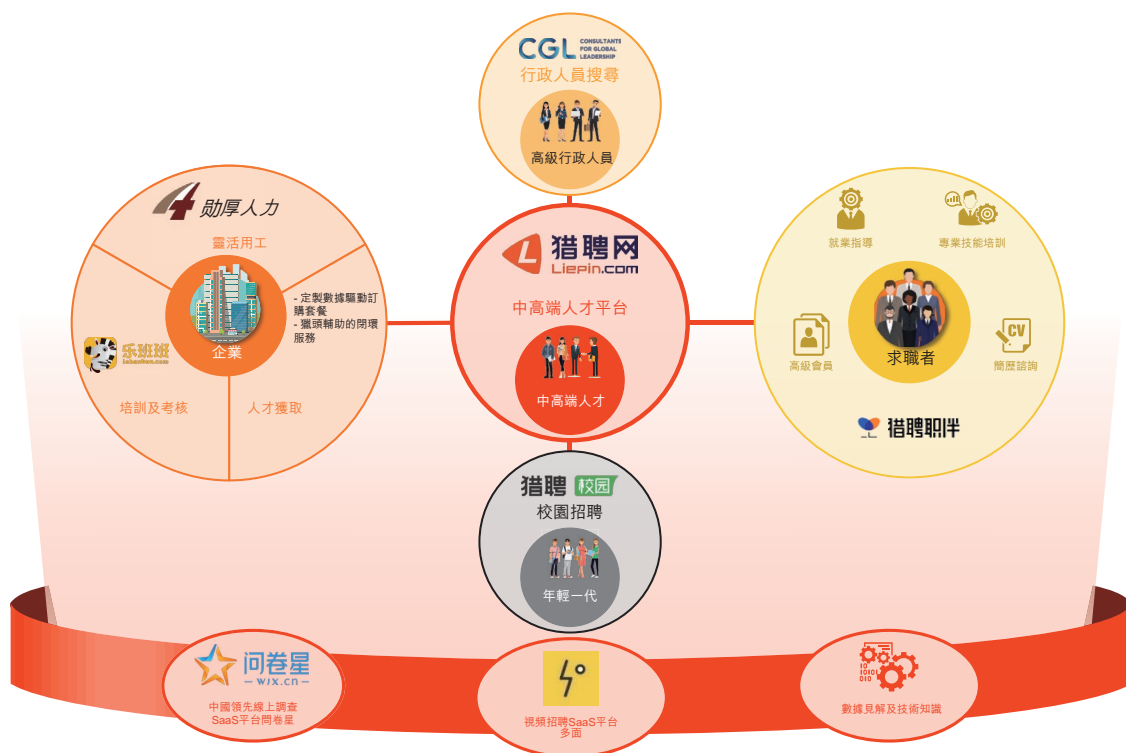 CGL CONSULTANTS
FOR GLOBAL
LEADERSHIP
行政人員搜尋
高級行政人員
勋厚人力
靈活用工
- 定製數據驅動訂
購套餐
- 獵頭輔助的閉環
服務
企業
乐班班
lebanban.com
培訓及考核
人才獲取
猎聘网
Liepin.com
中高端人才平台
中高端人才
就業指導
專業技能培訓
高級會員
求職者
CV
簡歷諮詢
猎聘职伴
猎聘 校园
校園招聘
年輕一代
问卷星
wjx.cn
中國領先線上調查
SaaS平台問卷星
視頻招聘SaaS平台
多面
10
10101
010
數據見解及技術知識